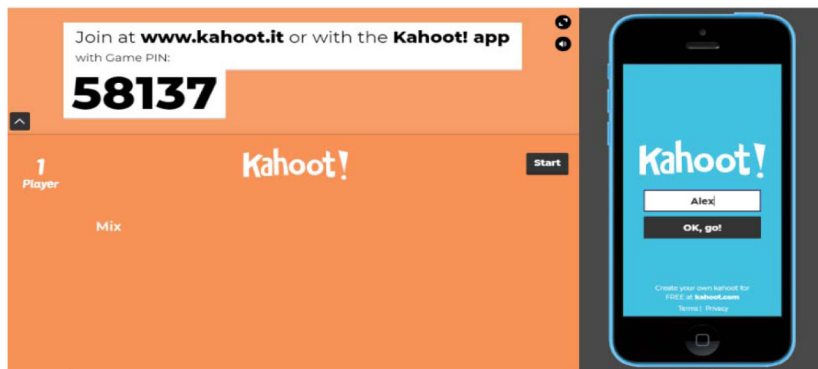 Join at www.kahoot.it or with the Kahoot! app
with Game PIN:
58137
1
Player
Kahoot!
Start
Mix
Kahoot!
Alex
OK, go!
Create your own kahoot for
FREE at kahoot.com
Terms | Privacy